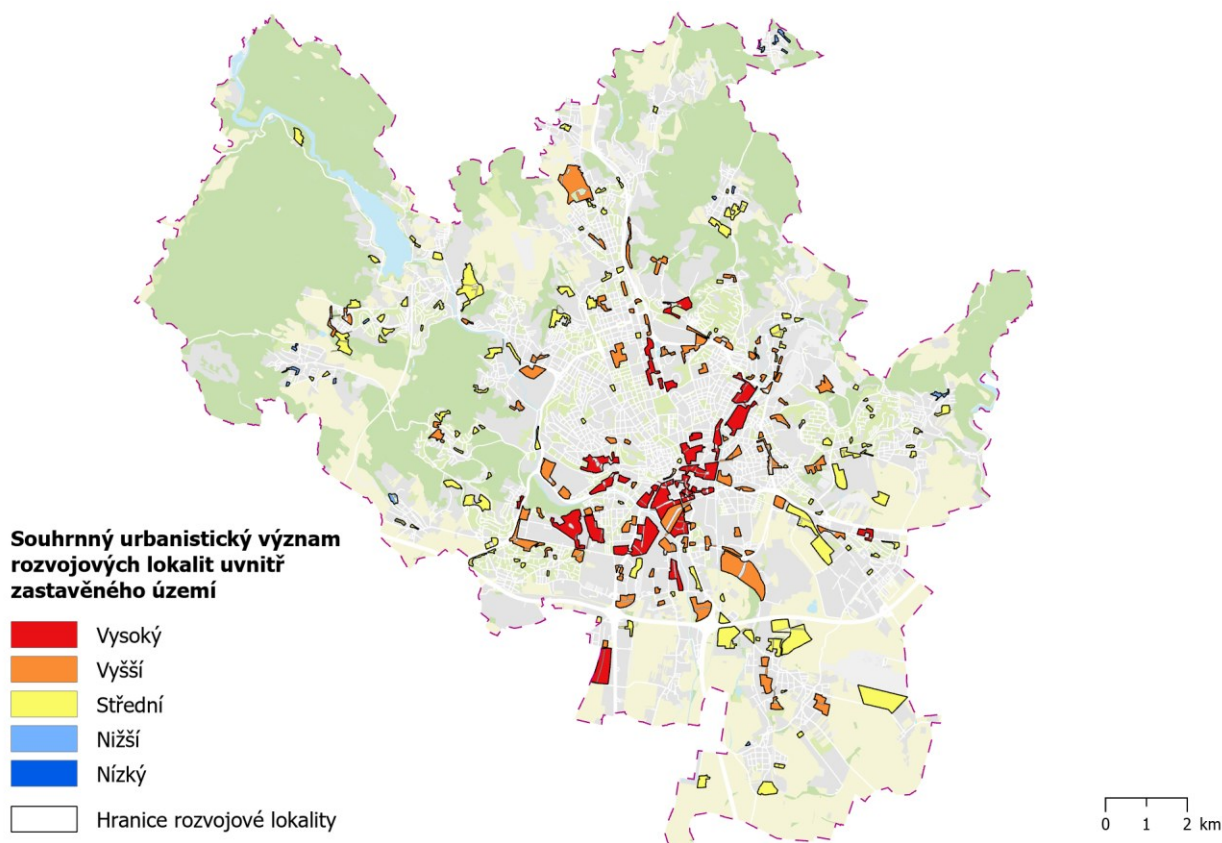 Souhrnný urbanistický význam
rozvojových lokalit uvnitř
zastavěného území
Vysoký
Vyšší
Střední
Nižší
Nízký
Hranice rozvojové lokality
0 1 2 km